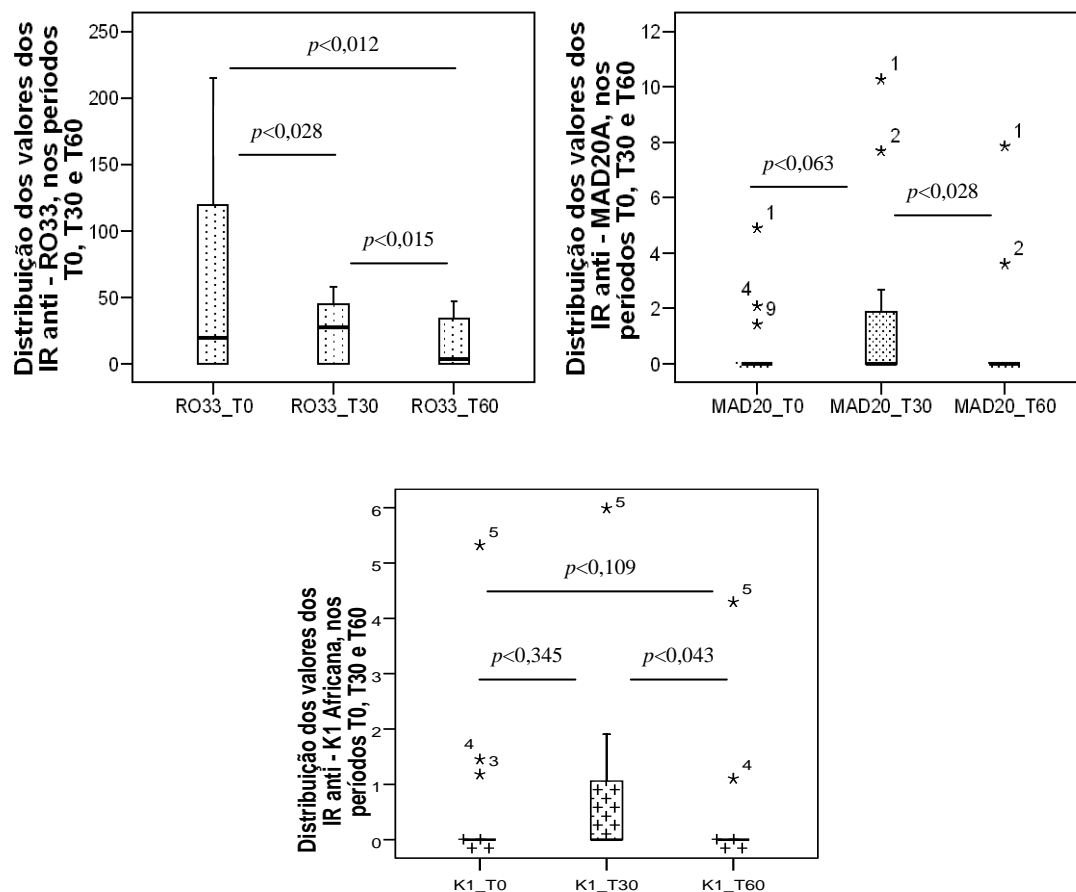 Distribuição dos valores dos
IR anti - RO33, nos períodos
T0, T30 e T60
250
200
150
100
50
0
p<0,012
p<0,028
p<0,015
RO33_T0
RO33_T30
RO33_T60
Distribuição dos valores dos
IR anti - MAD20A, nos
períodos T0, T30 e T60
12
10
8
6
4
2
0
1
2
1
p<0,063
p<0,028
1
2
4
9
MAD20_T0
MAD20_T30
MAD20_T60
Distribuição dos valores dos
IR anti - K1 Africana, nos
períodos T0, T30 e T60
6
5
4
3
2
1
0
5
5
p<0,109
5
p<0,345
p<0,043
4
3
4
K1_T0
K1_T30
K1_T60